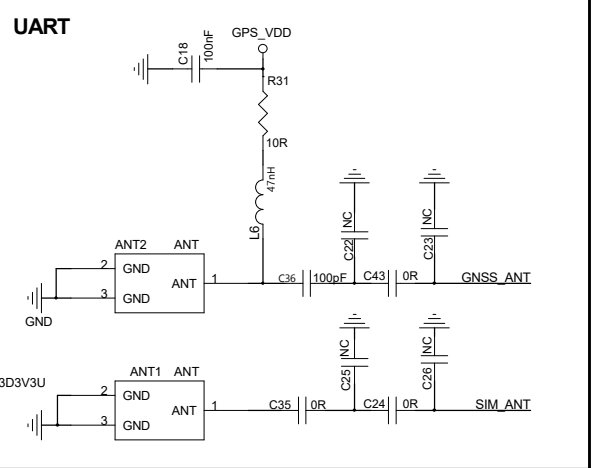 UART
GPS_VDD
C18
100nF
R31
10R
47nH
L6
ANT2 ANT
2 GND
ANT 1
3 GND
GND
C36 100pF
C22 NC
C43 0R
C23 NC
GNSS_ANT
3D3V3U
ANT1 ANT
2 GND
ANT 1
3 GND
C35 0R
C25 NC
C24 0R
C26 NC
SIM_ANT